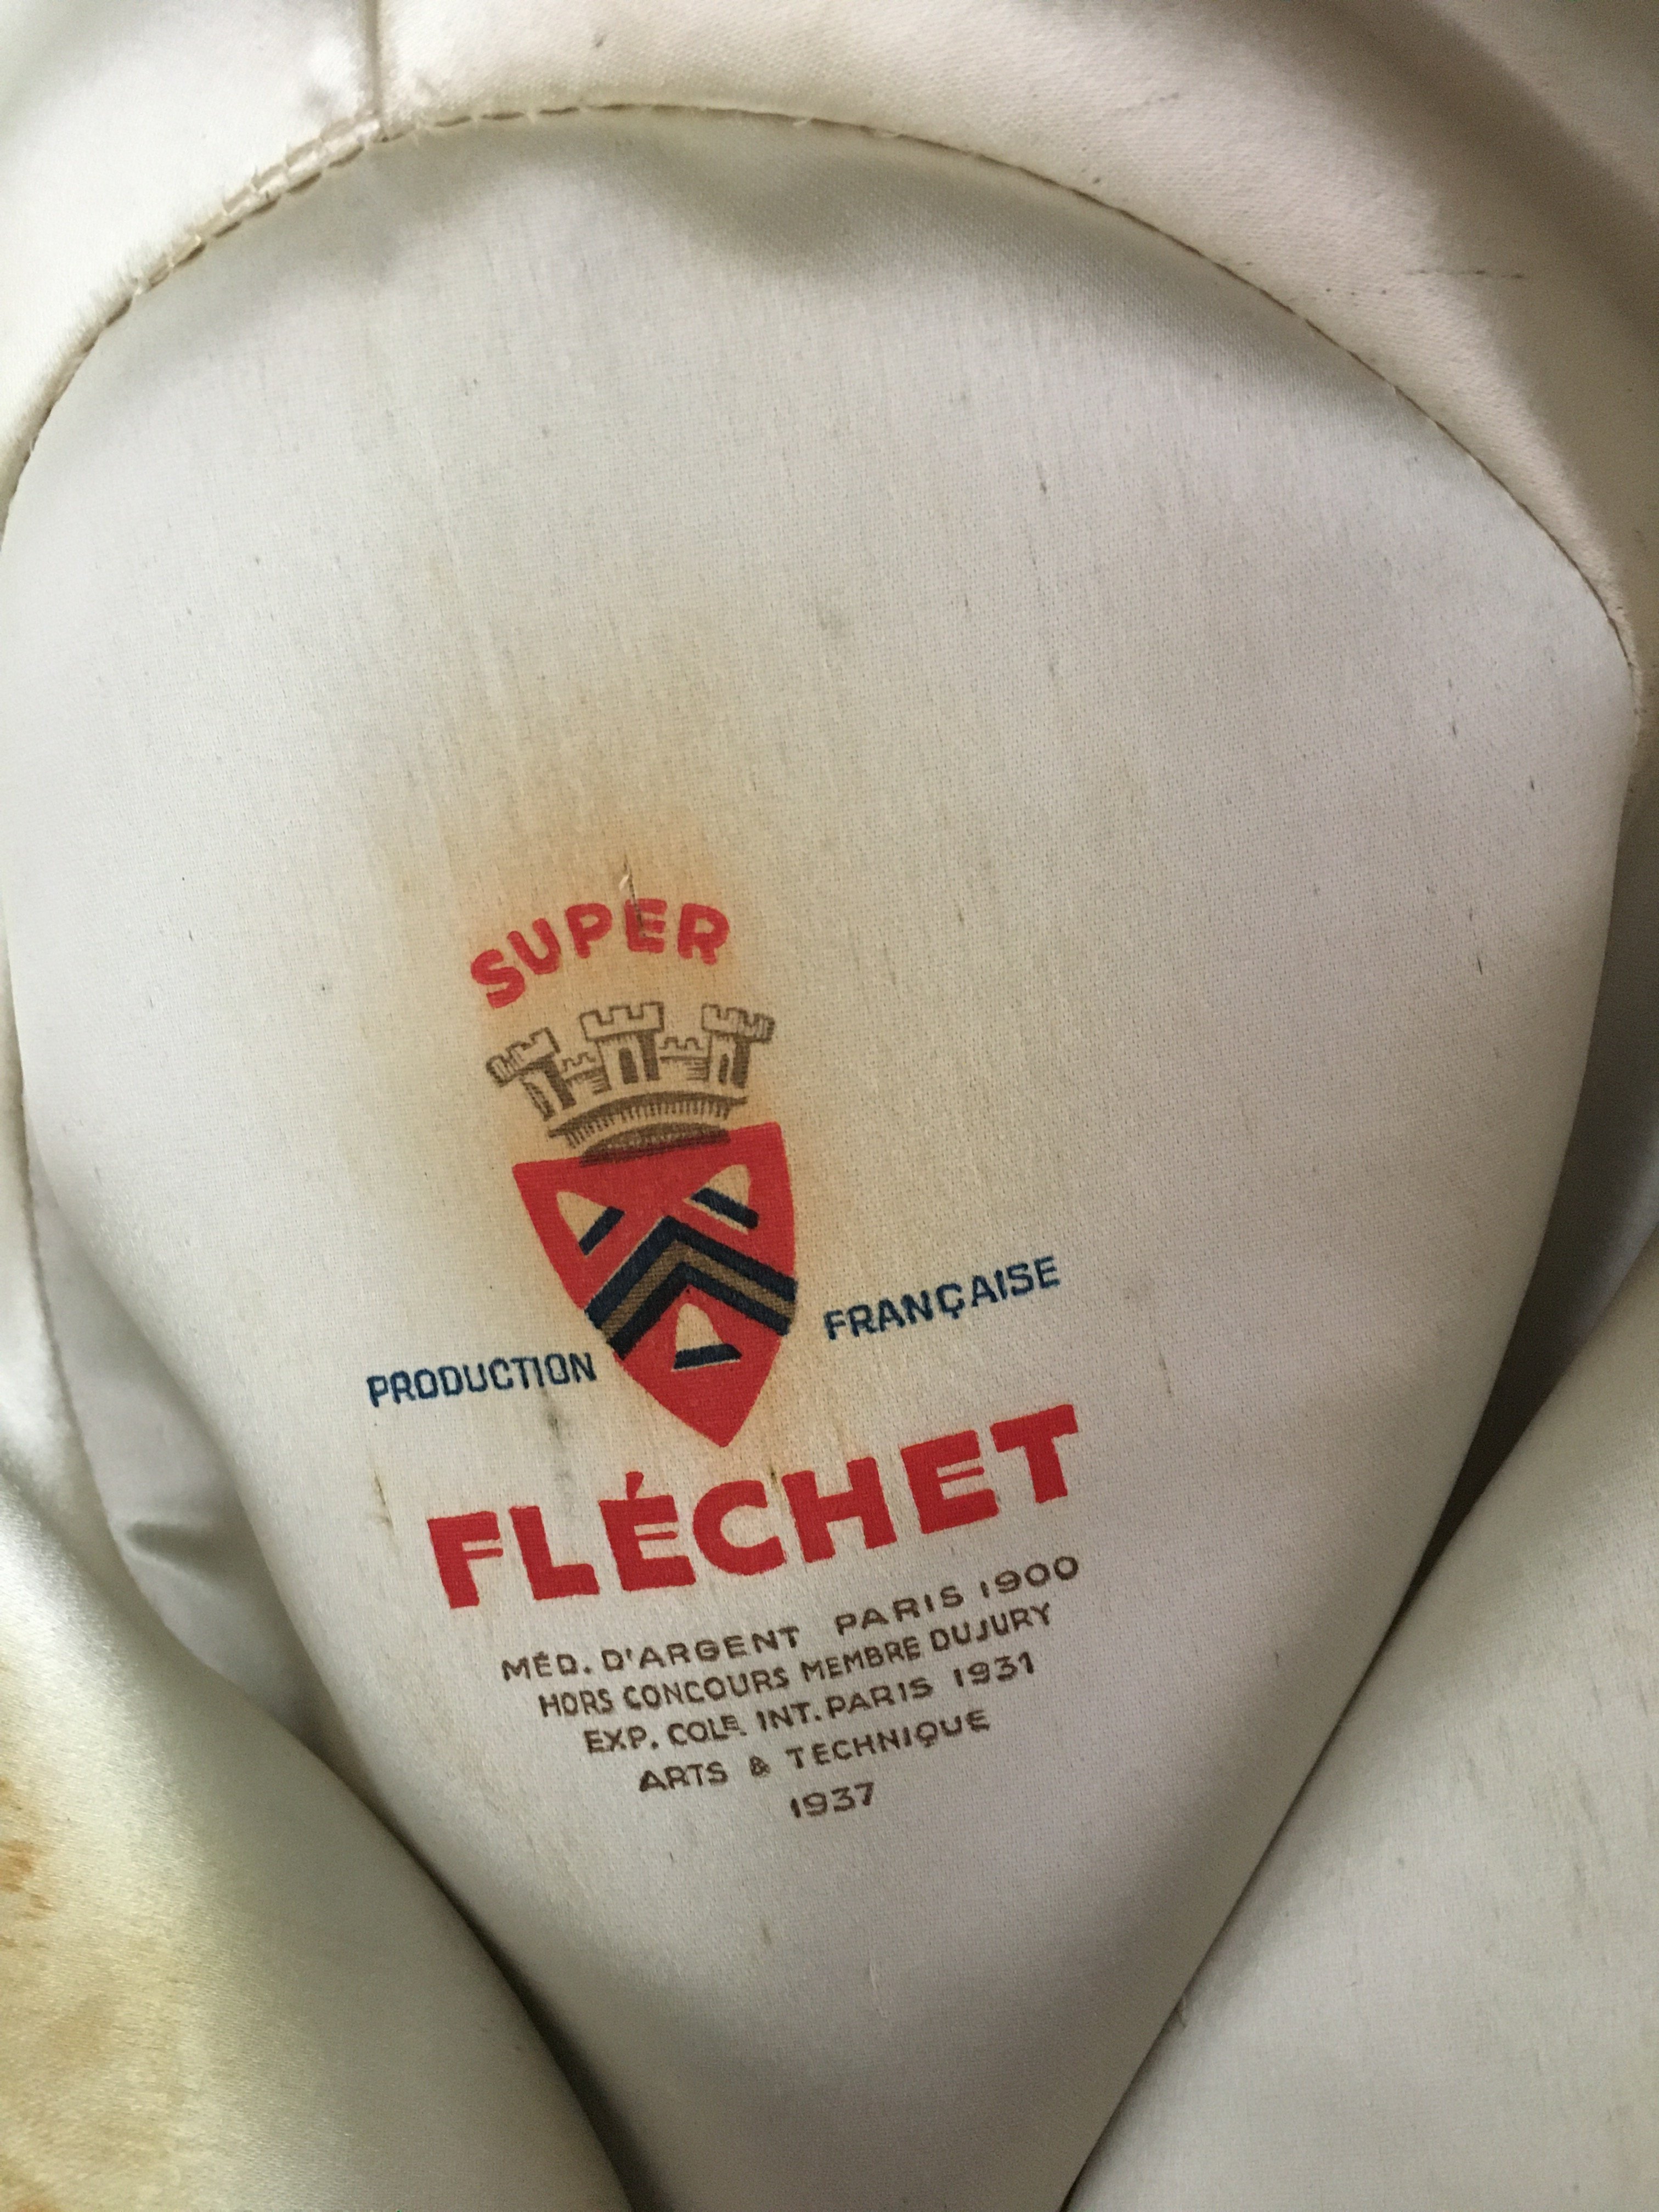 SUPER
PRODUCTION FRANÇAISE
FLÉCHET
MÉD. D'ARGENT PARIS 1900
HORS CONCOURS MEMBRE DU JURY
EXP. COLE. INT. PARIS 1931
ARTS & TECHNIQUE
1937